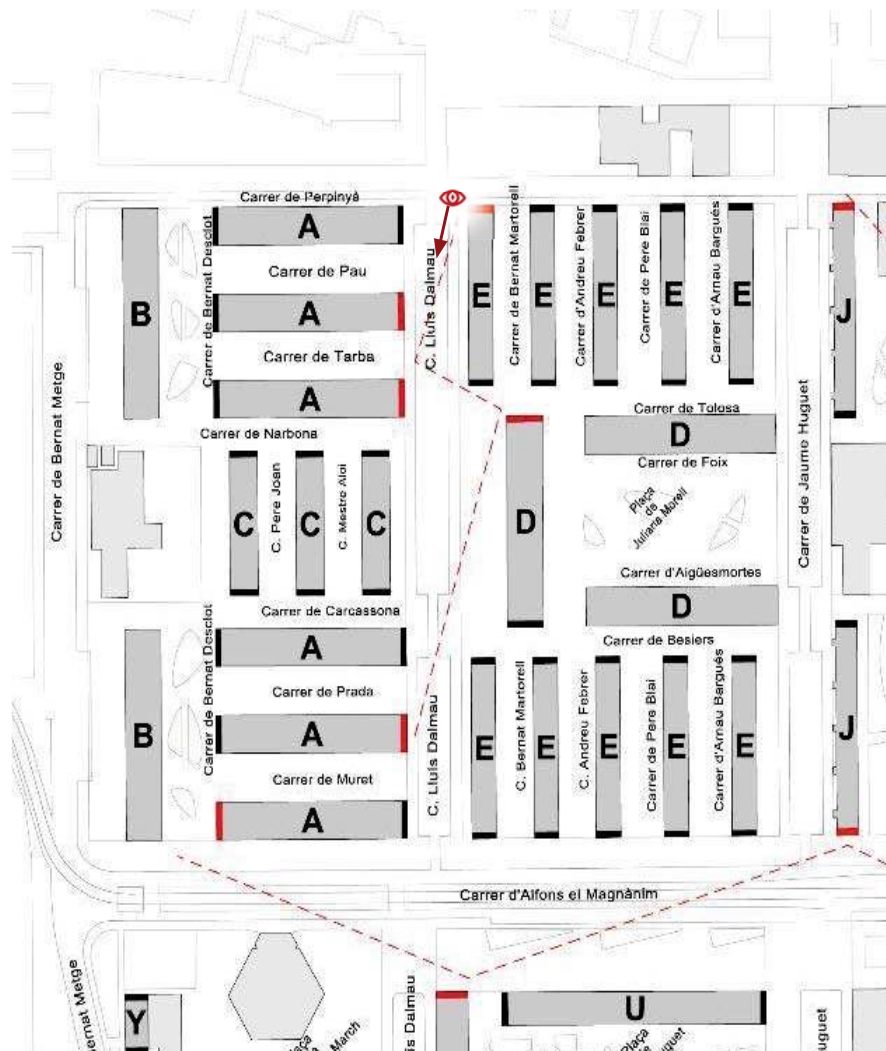 Carrer de Perpinyà
A
Carrer de Bernat Desclot
Carrer de Pau
B
A
Carrer de Tarba
A
Carrer de Narbona
Carrer de Bernat Metge
C. Lluís Dalmau
E
Carrer de Bernat Martorell
E
Carrer d'Andreu Febrer
E
Carrer de Pere Blai
E
Carrer d'Arnau Bargués
E
J
Carrer de Tolosa
D
Carrer de Foix
Carrer de Jaume Huguet
C
C. Pere Joan
C
C. Mestre Aloi
C
D
Plaça
de
Juliana Morell
Carrer d'Aigüesmortes
D
Carrer de Besiers
Carrer de Carcassona
A
Carrer de Bernat Desclot
Carrer de Prada
B
A
Carrer de Muret
A
C. Lluís Dalmau
E
C. Bernat Martorell
E
C. Andreu Febrer
E
Carrer de Pere Blai
E
Carrer d'Arnau Bargués
E
J
Carrer d'Alfons el Magnànim
ernat Metge
Y
March
is Dalmau
U
uguet